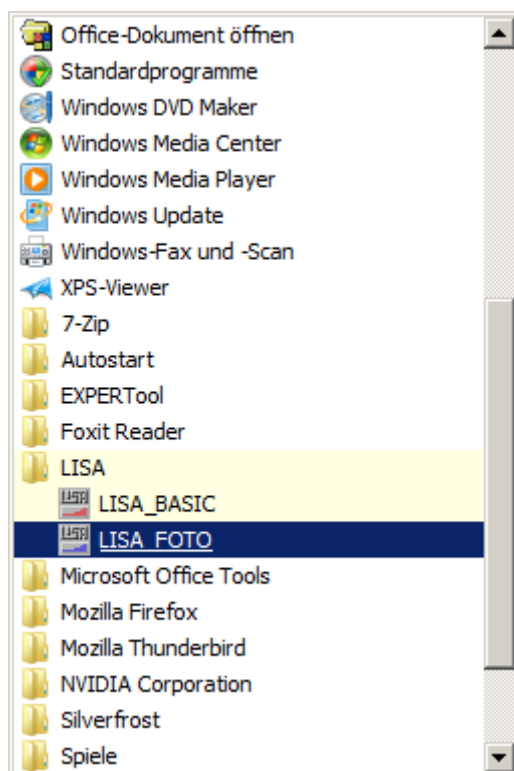 Office-Dokument öffnen
Standardprogramme
Windows DVD Maker
Windows Media Center
Windows Media Player
Windows Update
Windows-Fax und -Scan
XPS-Viewer
7-Zip
Autostart
EXPERTool
Foxit Reader
LISA
LISA_BASIC
LISA_FOTO
Microsoft Office Tools
Mozilla Firefox
Mozilla Thunderbird
NVIDIA Corporation
Silverfrost
Spiele